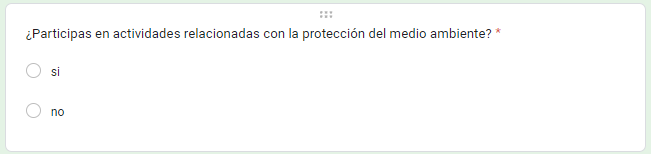 ¿Participas en actividades relacionadas con la protección del medio ambiente? *
si
no